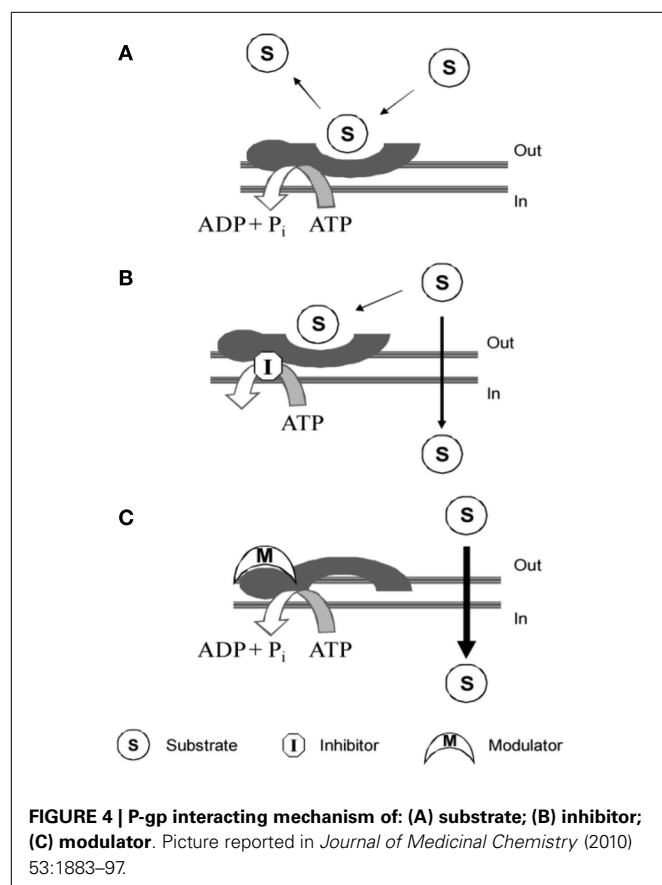 A
S
S
S
Out
In
ADP + Pi ATP
B
S
S
Out
I
In
ATP
S
C
S
M
Out
In
ADP + Pi ATP
S
S Substrate I Inhibitor M Modulator
FIGURE 4 | P-gp interacting mechanism of: (A) substrate; (B) inhibitor;
(C) modulator. Picture reported in Journal of Medicinal Chemistry (2010)
53:1883–97.